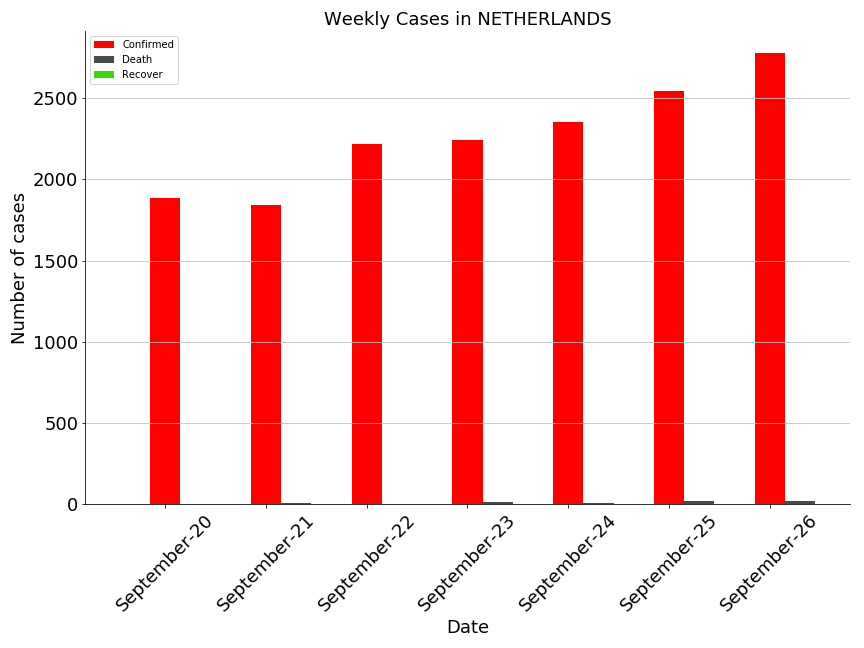 Weekly Cases in NETHERLANDS
Confirmed
Death
Recover
Number of cases
2500
2000
1500
1000
500
0
September-20
September-21
September-22
September-23
September-24
September-25
September-26
Date